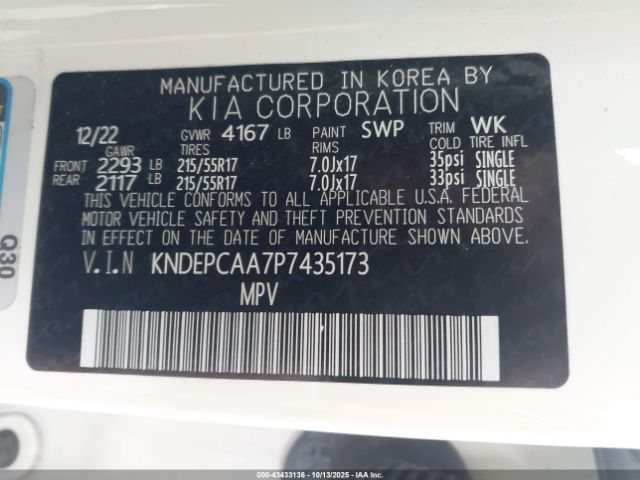 MANUFACTURED IN KOREA BY
KIA CORPORATION
12/22 GVWR 4167 LB PAINT SWP TRIM WK
GAWR TIRES RIMS COLD TIRE INFL
FRONT 2293 LB 215/55R17 7.0Jx17 35psi SINGLE
REAR 2117 LB 215/55R17 7.0Jx17 33psi SINGLE
THIS VEHICLE CONFORMS TO ALL APPLICABLE U.S.A. FEDERAL
MOTOR VEHICLE SAFETY AND THEFT PREVENTION STANDARDS
IN EFFECT ON THE DATE OF MANUFACTURE SHOWN ABOVE.
V.I.N KNDEPCAA7P7435173
MPV
Q30
000-43433136 - 10/13/2025 - IAA Inc.